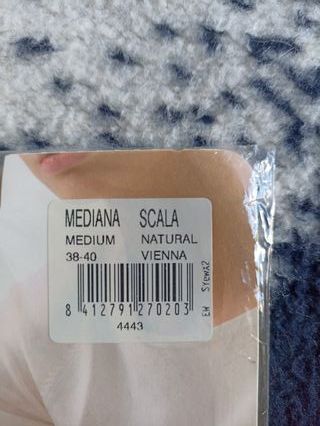 MEDIANA SCALA
MEDIUM NATURAL
38-40 VIENNA
8 412791 270203
4443